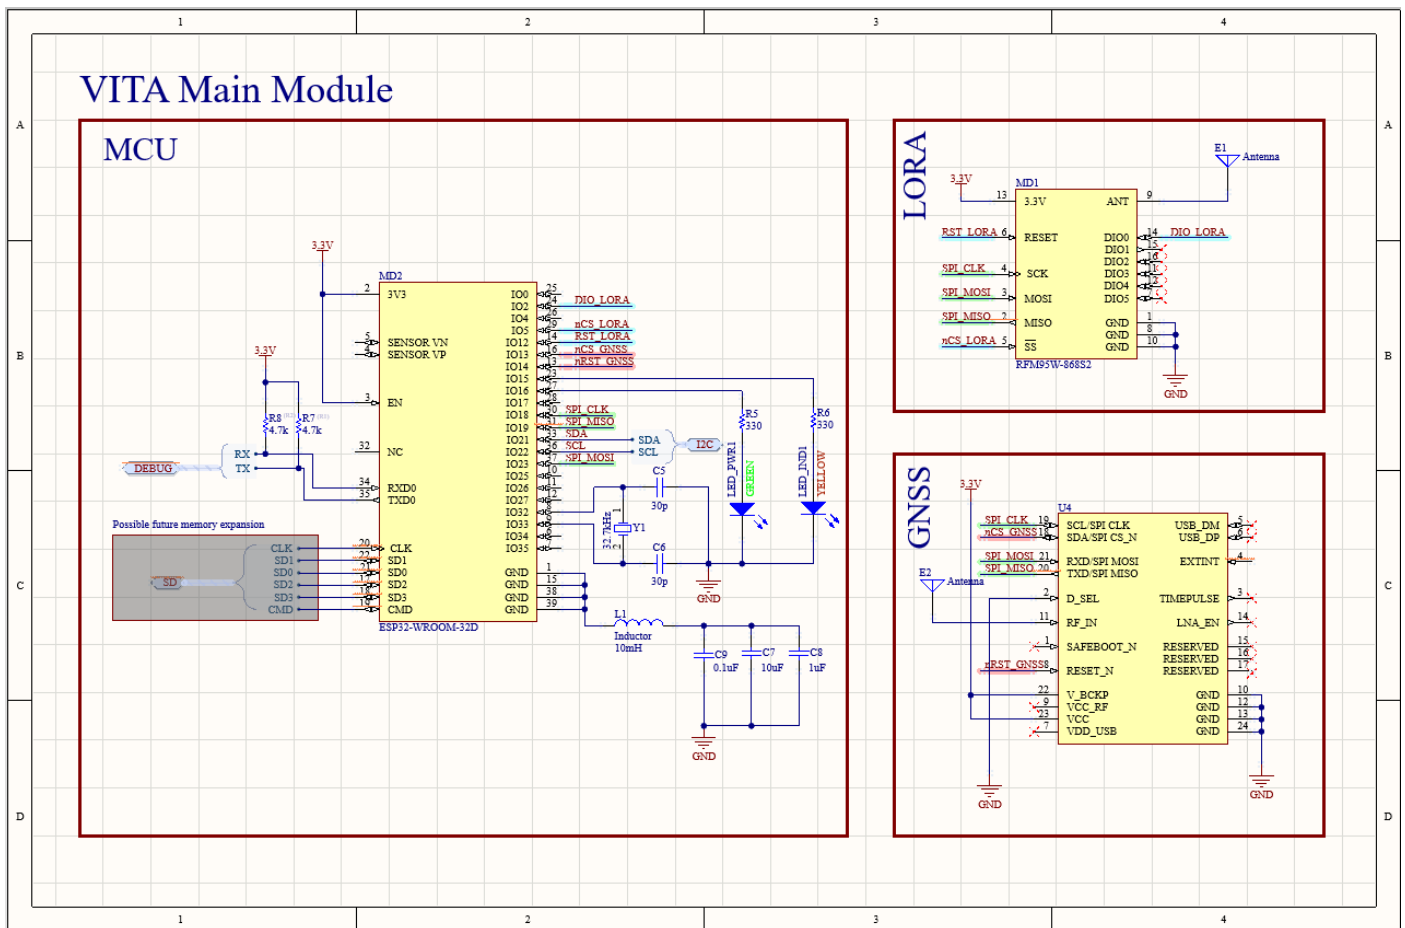 1 2 3 4
A A
B B
C C
D D
VITA Main Module
MCU
3.3V
MD2
2 3V3
5 SENSOR VN
4 SENSOR VP
3 EN
32 NC
34 RXD0
35 TXD0
20 CLK
22 SD1
21 SD0
17 SD2
18 SD3
19 CMD
ESP32-WROOM-32D
IO0 25
IO2 24 DIO_LORA
IO4 26
IO5 29 nCS_LORA
IO12 14 RST_LORA
IO13 16 nCS_GNSS
IO14 13 nRST_GNSS
IO15 23
IO16 27
IO17 28
IO18 30 SPI_CLK
IO19 31 SPI_MISO
IO21 33 SDA
IO22 36 SCL
IO23 37 SPI_MOSI
IO25 10
IO26 11
IO27 12
IO32 8
IO33 9
IO34 6
IO35 7
GND 1
GND 15
GND 38
GND 39
3.3V
R8
4.7k
R7
4.7k
DEBUG
RX
TX
Possible future memory expansion
SD
CLK
SD1
SD0
SD2
SD3
CMD
SDA
SCL
I2C
C5
30p
Y1
32.7kHz
1
2
C6
30p
GND
R5
330
LED_PWR1
GREEN
R6
330
LED_IND1
YELLOW
L1
Inductor
10mH
C9
0.1uF
C7
10uF
C8
1uF
GND
LORA
3.3V
MD1
13 3.3V
RST_LORA 6 RESET
SPI_CLK 4 SCK
SPI_MOSI 3 MOSI
SPI_MISO 2 MISO
nCS_LORA 5 SS
ANT 9
E1
Antenna
DIO0 14 DIO_LORA
DIO1 15
DIO2 16
DIO3 11
DIO4 12
DIO5 7
GND 1
GND 8
GND 10
RFM95W-868S2
GND
GNSS
3.3V
U4
SPI_CLK 19 SCL/SPI CLK
nCS_GNSS 18 SDA/SPI CS_N
SPI_MOSI 21 RXD/SPI MOSI
SPI_MISO 20 TXD/SPI MISO
E2
Antenna
2 D_SEL
11 RF_IN
1 SAFEBOOT_N
nRST_GNSS 8 RESET_N
22 V_BCKP
9 VCC_RF
23 VCC
7 VDD_USB
USB_DM 5
USB_DP 6
EXTINT 4
TIMEPULSE 3
LNA_EN 14
RESERVED 15
RESERVED 16
RESERVED 17
GND 10
GND 12
GND 13
GND 24
GND
GND
1 2 3 4